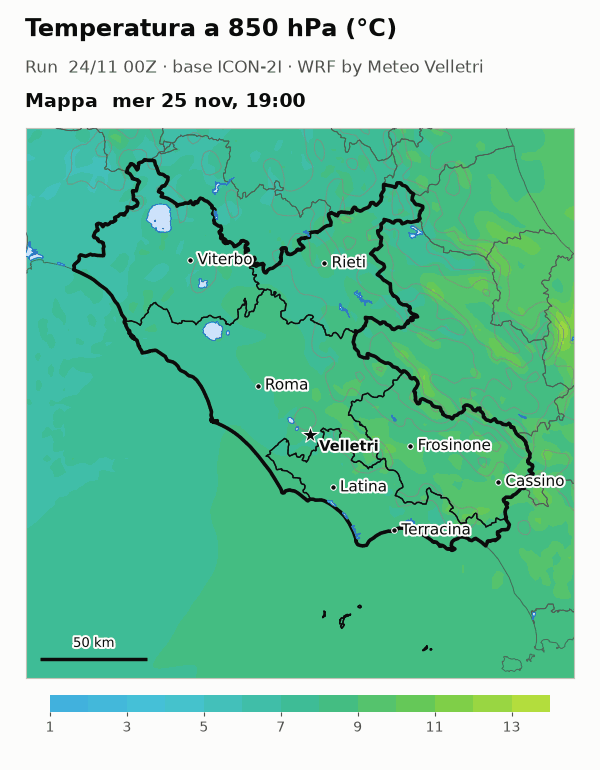 Temperatura a 850 hPa (°C)
Run  24/11 00Z · base ICON-2I · WRF by Meteo Velletri
Mappa  mer 25 nov, 19:00
Viterbo
Rieti
Roma
Velletri
Frosinone
Latina
Cassino
Terracina
50 km
1 3 5 7 9 11 13